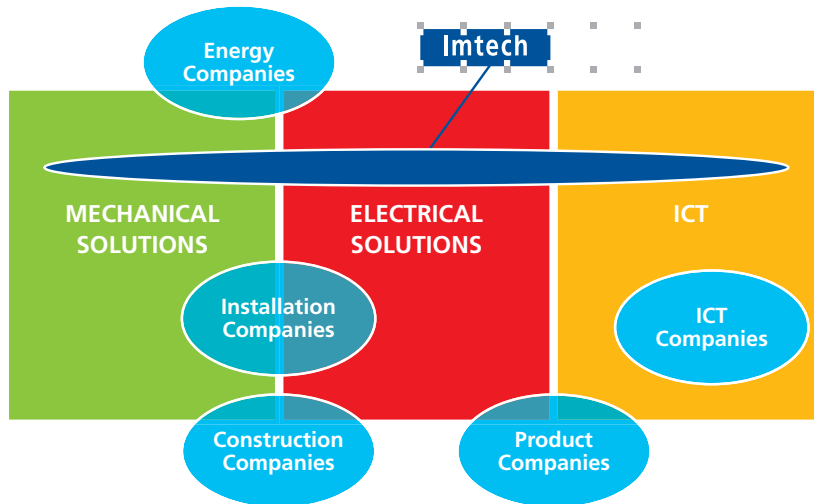 Energy
Companies
Imtech
MECHANICAL
SOLUTIONS
ELECTRICAL
SOLUTIONS
ICT
Installation
Companies
ICT
Companies
Construction
Companies
Product
Companies